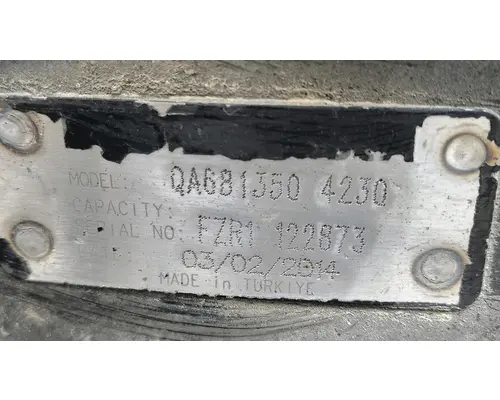 MODEL: QA681350 4230
CAPACITY:
SERIAL NO: FZR1 122873
03/02/2014
MADE in TURKIYE